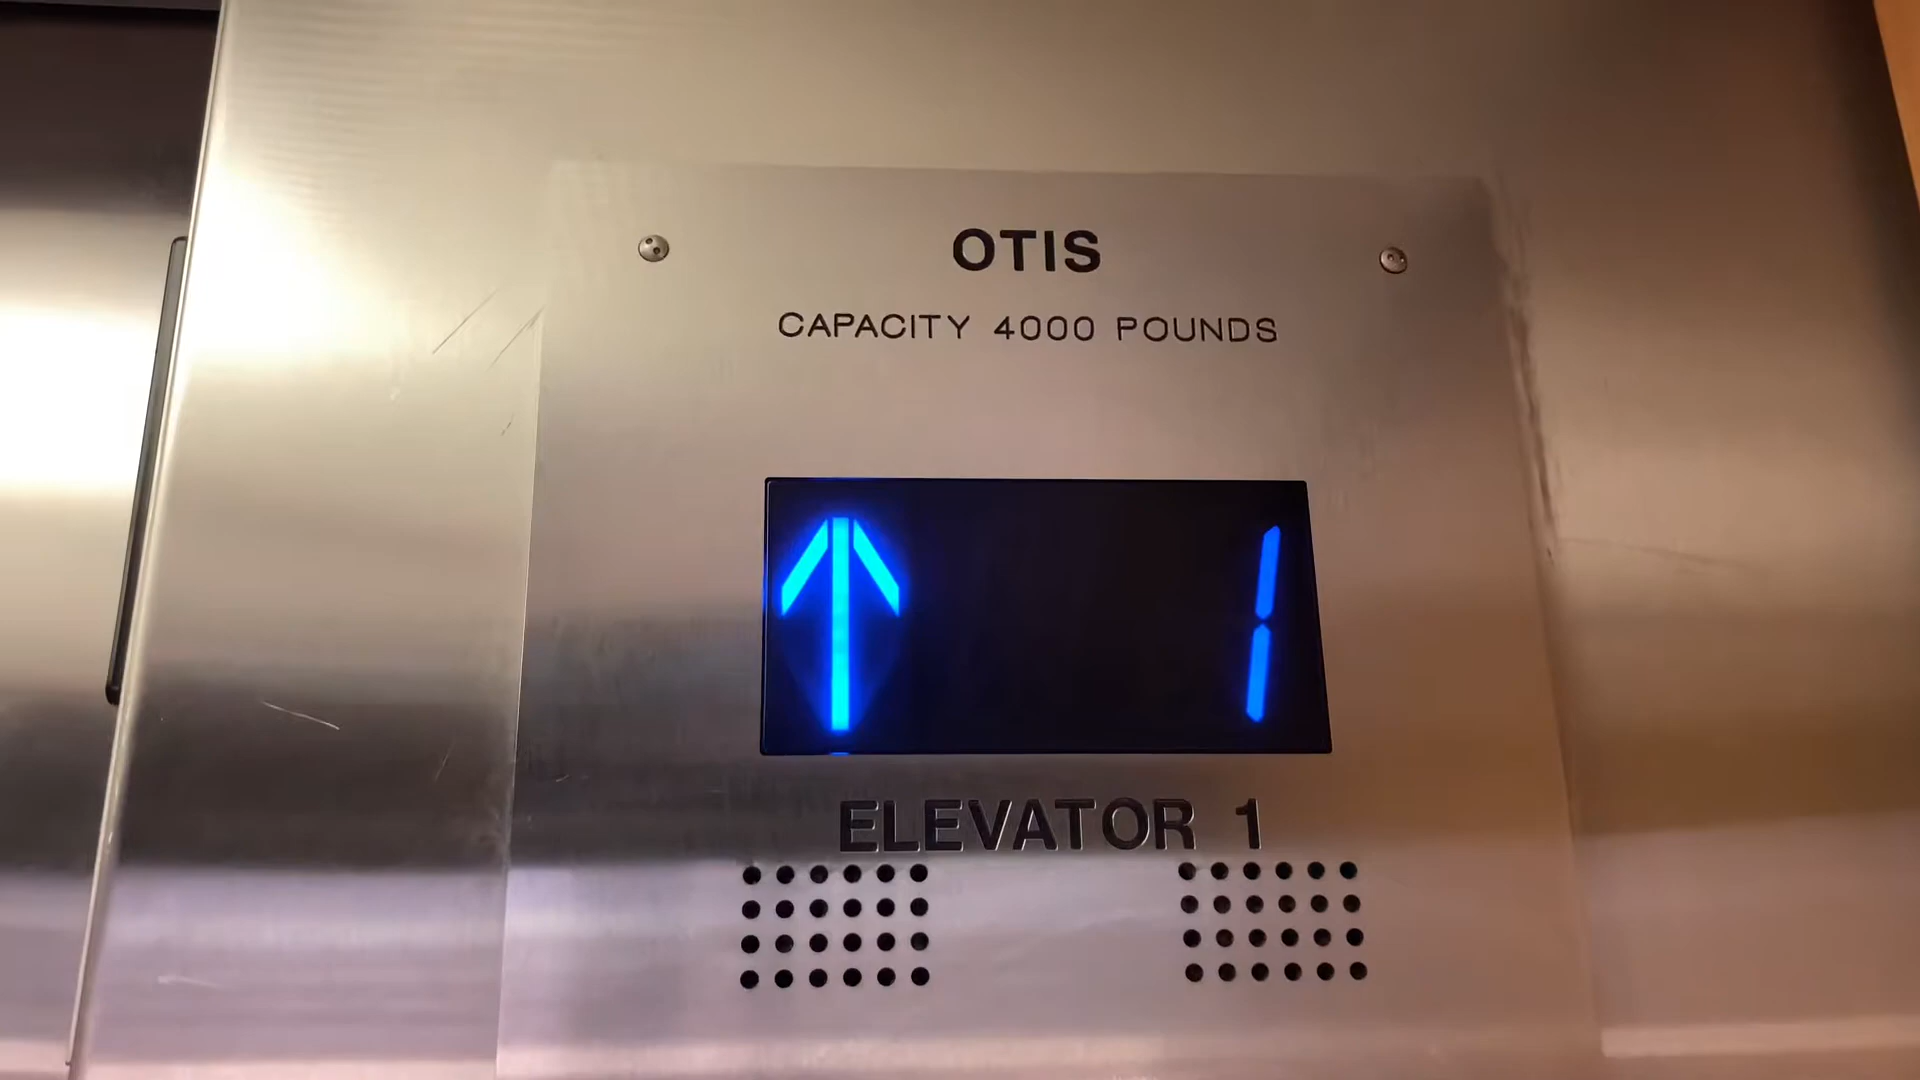 OTIS
CAPACITY 4000 POUNDS
↑ 1
ELEVATOR 1